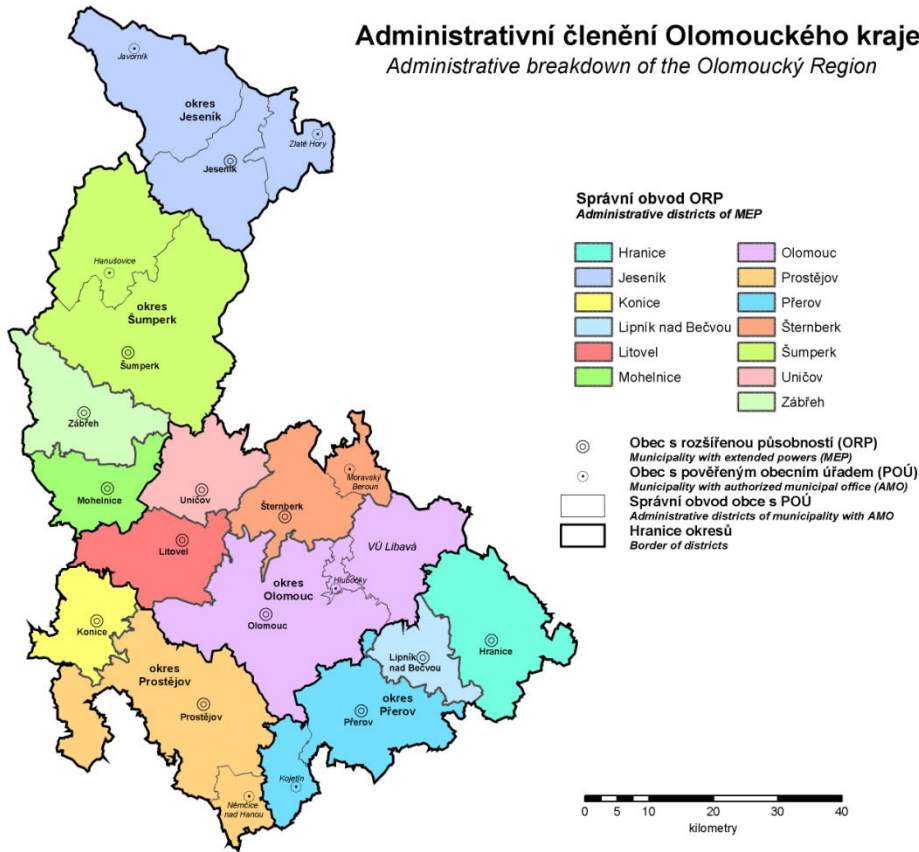 Administrativní členění Olomouckého kraje
Administrative breakdown of the Olomoucký Region
Javorník
okres
Jeseník
Zlaté Hory
Jeseník
Hanušovice
okres
Šumperk
Šumperk
Zábřeh
Mohelnice
Uničov
Moravský
Beroun
Šternberk
Litovel
VÚ Libavá
okres
Olomouc
Hlubočky
Olomouc
Konice
Hranice
Lipník
nad Bečvou
okres
Prostějov
Prostějov
okres
Přerov
Přerov
Kojetín
Němčice
nad Hanou
Správní obvod ORP
Administrative districts of MEP
Hranice
Jeseník
Konice
Lipník nad Bečvou
Litovel
Mohelnice
Olomouc
Prostějov
Přerov
Šternberk
Šumperk
Uničov
Zábřeh
Obec s rozšířenou působností (ORP)
Municipality with extended powers (MEP)
Obec s pověřeným obecním úřadem (POÚ)
Municipality with authorized municipal office (AMO)
Správní obvod obce s POÚ
Administrative districts of municipality with AMO
Hranice okresů
Border of districts
0 5 10 20 30 40
kilometry